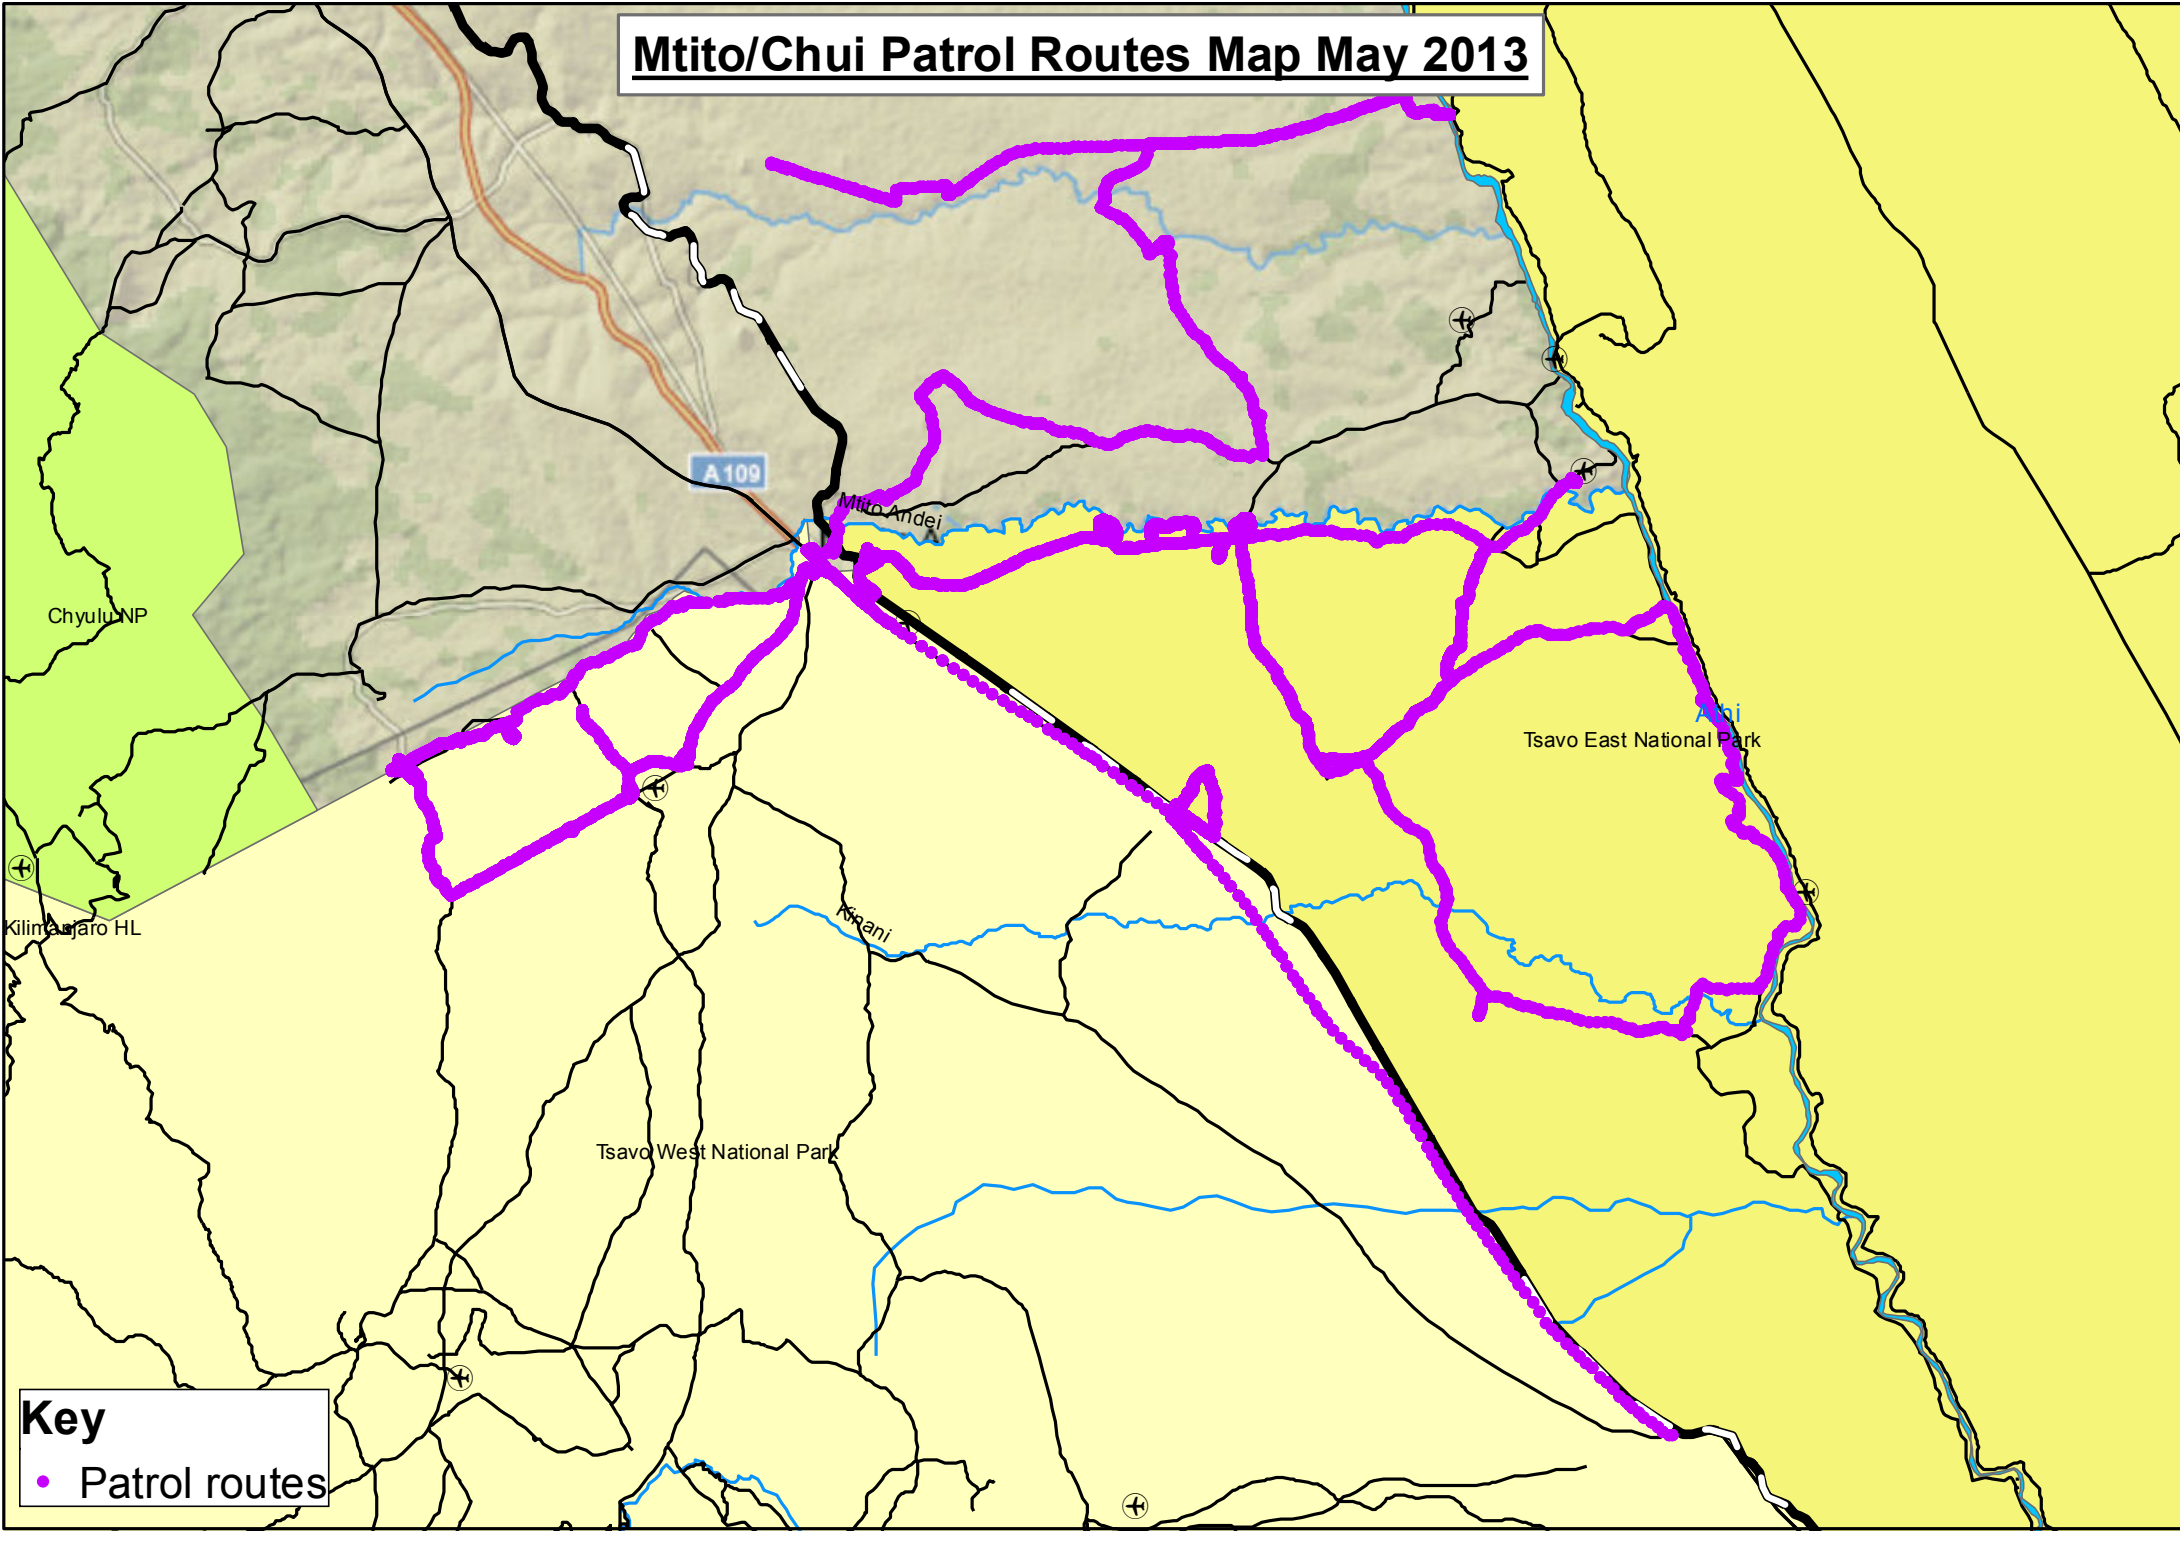 Mtito/Chui Patrol Routes Map May 2013
A 109
Mtito Andei
Chyulu NP
Athi
Tsavo East National Park
Kilimanjaro HL
Kinani
Tsavo West National Park
Key
Patrol routes